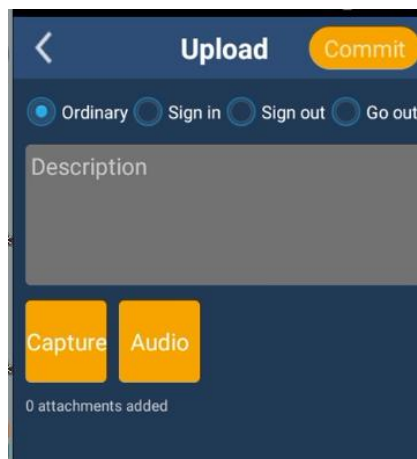 Upload Commit
Ordinary Sign in Sign out Go out
Description
Capture Audio
0 attachments added